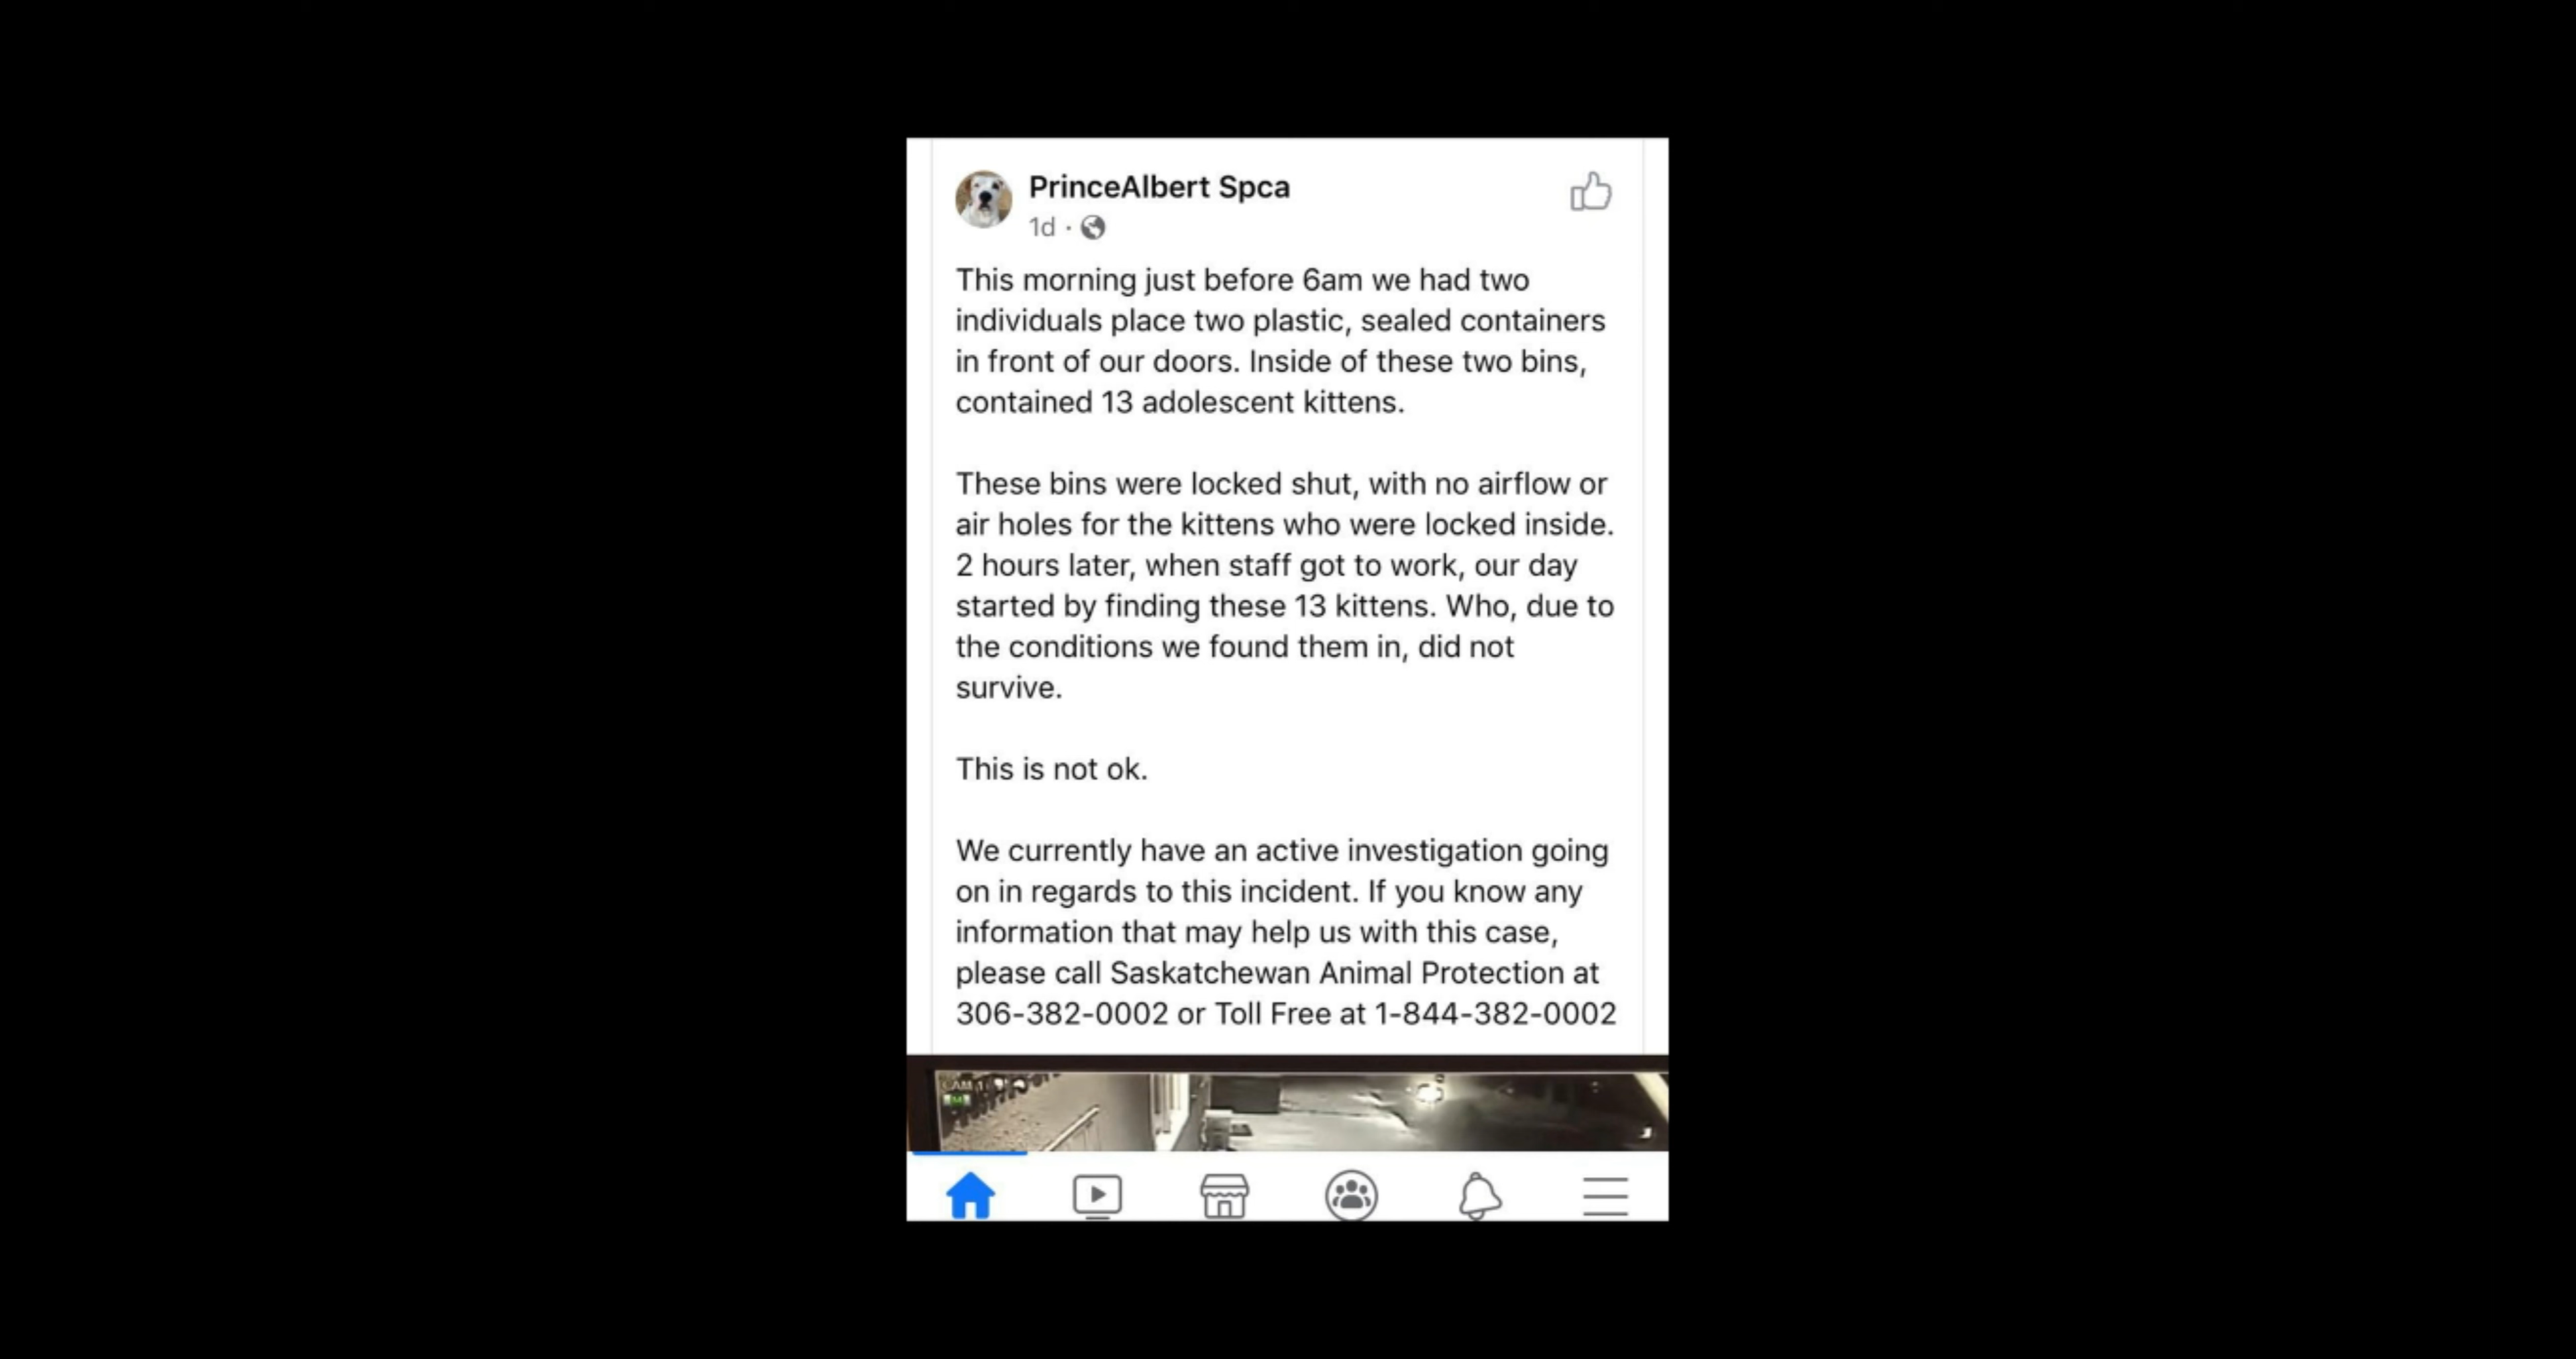 PrinceAlbert Spca
1d ·
This morning just before 6am we had two
individuals place two plastic, sealed containers
in front of our doors. Inside of these two bins,
contained 13 adolescent kittens.
These bins were locked shut, with no airflow or
air holes for the kittens who were locked inside.
2 hours later, when staff got to work, our day
started by finding these 13 kittens. Who, due to
the conditions we found them in, did not
survive.
This is not ok.
We currently have an active investigation going
on in regards to this incident. If you know any
information that may help us with this case,
please call Saskatchewan Animal Protection at
306-382-0002 or Toll Free at 1-844-382-0002
CAM 1
M